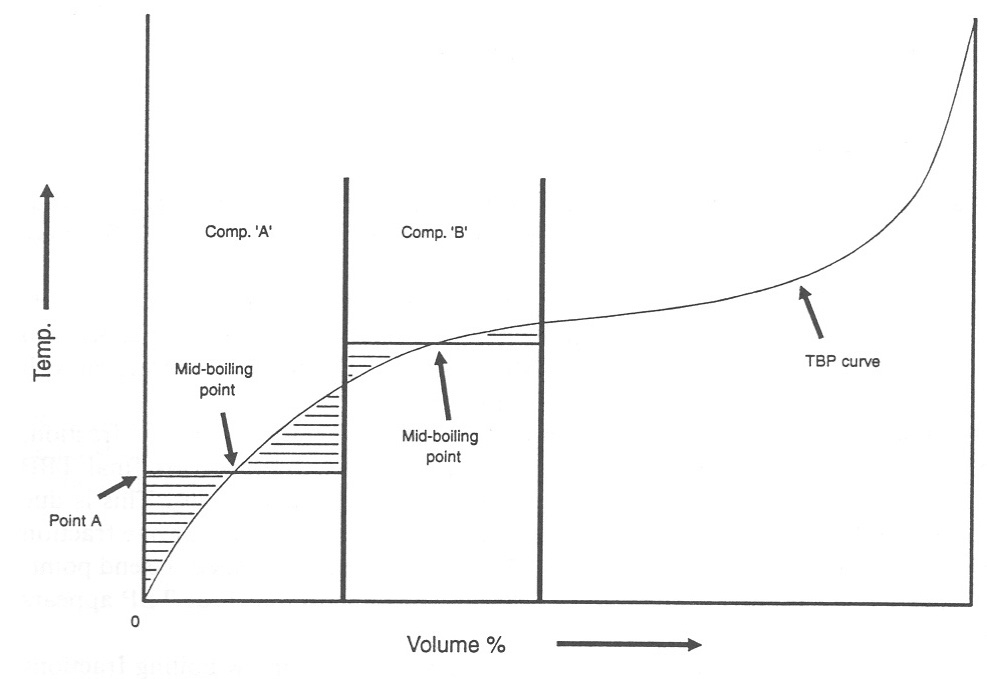 Comp. 'A'
Comp. 'B'
Temp.
Mid-boiling
point
TBP curve
Mid-boiling
point
Point A
0
Volume %